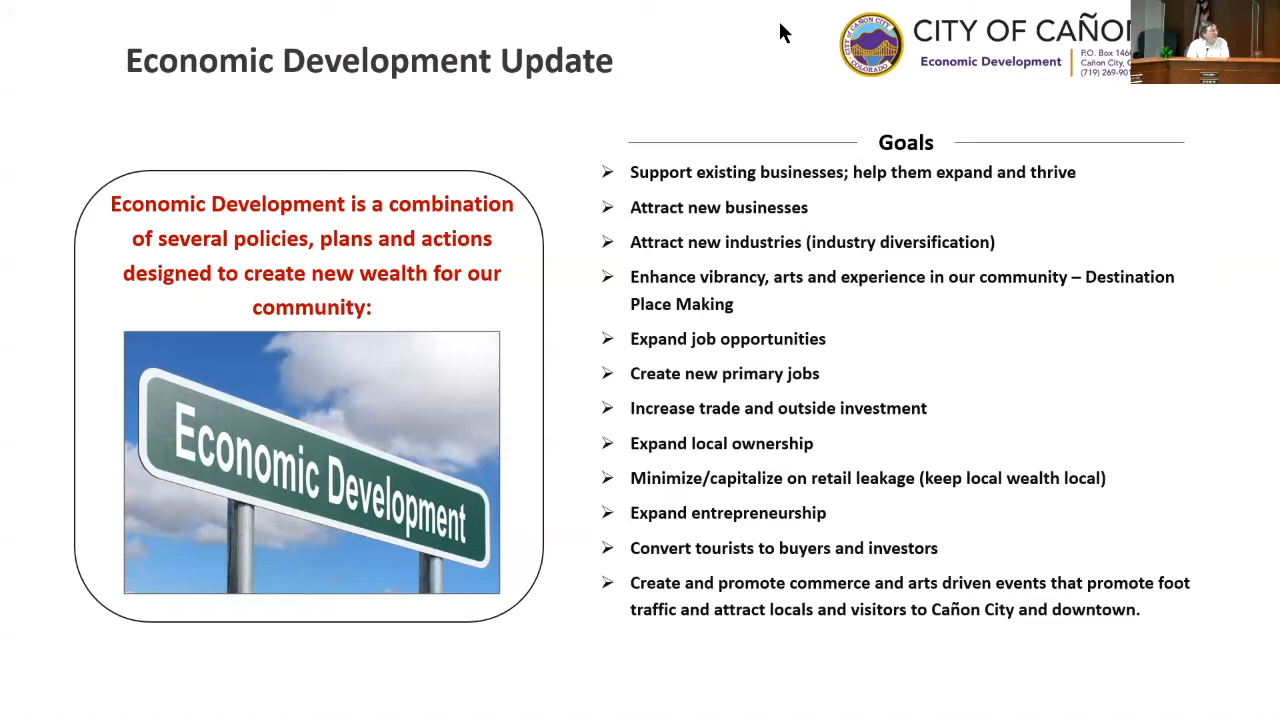 Economic Development Update
CITY OF CAÑON
Economic Development
P.O. Box 1460
Cañon City,
(719) 269-90
CAÑON CITY
COLORADO
Economic Development is a combination
of several policies, plans and actions
designed to create new wealth for our
community:
Economic Development
Goals
➢ Support existing businesses; help them expand and thrive
➢ Attract new businesses
➢ Attract new industries (industry diversification)
➢ Enhance vibrancy, arts and experience in our community – Destination
Place Making
➢ Expand job opportunities
➢ Create new primary jobs
➢ Increase trade and outside investment
➢ Expand local ownership
➢ Minimize/capitalize on retail leakage (keep local wealth local)
➢ Expand entrepreneurship
➢ Convert tourists to buyers and investors
➢ Create and promote commerce and arts driven events that promote foot
traffic and attract locals and visitors to Cañon City and downtown.